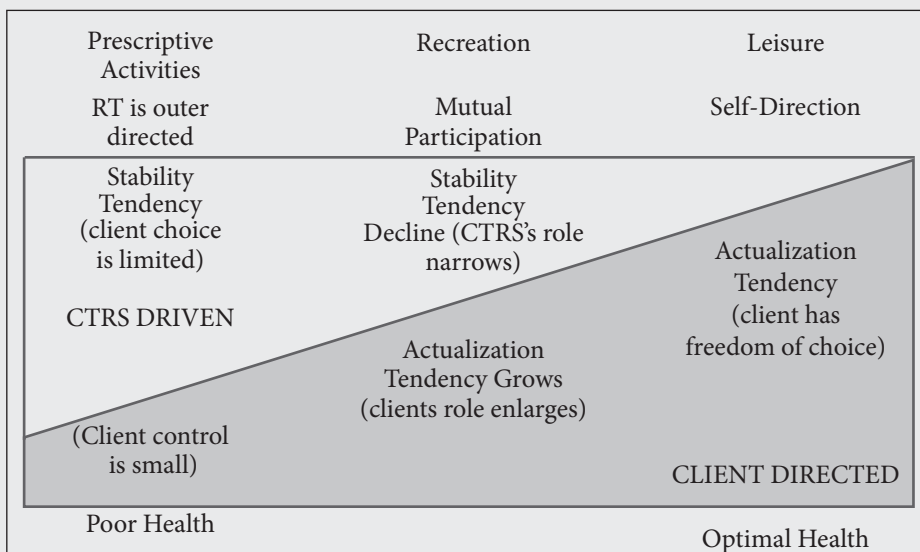 Prescriptive
Activities
RT is outer
directed
Recreation
Mutual
Participation
Leisure
Self-Direction
Stability
Tendency
(client choice
is limited)
CTRS DRIVEN
(Client control
is small)
Stability
Tendency
Decline (CTRS's role
narrows)
Actualization
Tendency Grows
(clients role enlarges)
Actualization
Tendency
(client has
freedom of choice)
CLIENT DIRECTED
Poor Health
Optimal Health